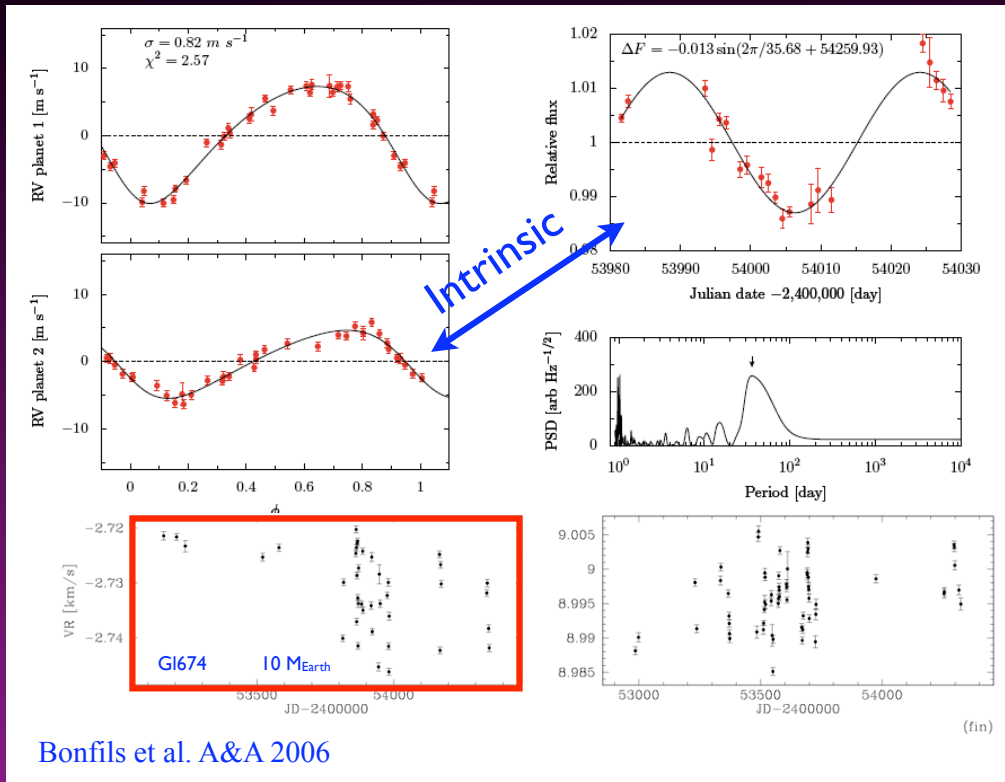 σ = 0.82 m s⁻¹
χ² = 2.57
RV planet 1 [m s⁻¹]
10
0
−10
RV planet 2 [m s⁻¹]
10
0
−10
0 0.2 0.4 0.6 0.8 1
Intrinsic
ΔF = −0.013 sin(2π/35.68 + 54259.93)
Relative flux
1.02
1.01
1
0.99
53980 53990 54000 54010 54020 54030
Julian date −2,400,000 [day]
PSD [arb Hz⁻¹/²]
400
200
0
10⁰ 10¹ 10² 10³ 10⁴
Period [day]
VR [km/s]
−2.72
−2.73
−2.74
Gl674 10 MEarth
53500 54000
JD−2400000
9.005
9
8.995
8.99
8.985
53000 53500 54000
JD−2400000
(fin)
Bonfils et al. A&A 2006